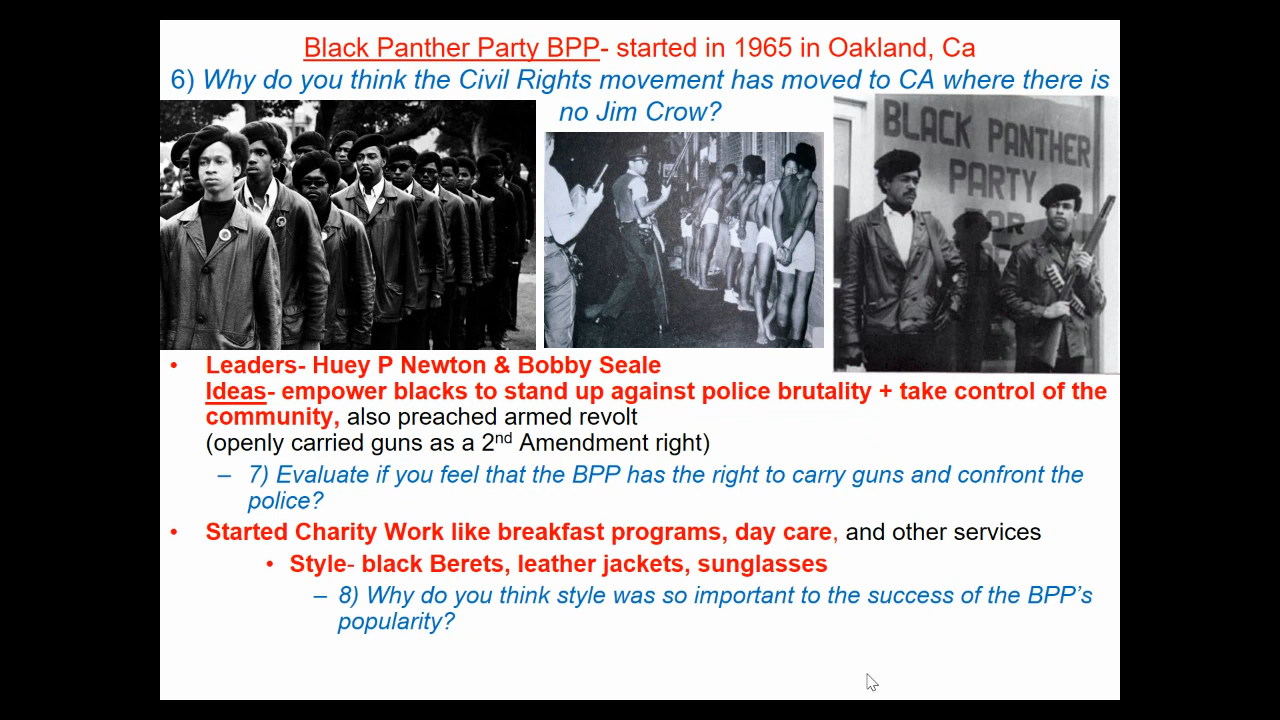 Black Panther Party BPP- started in 1965 in Oakland, Ca
6) Why do you think the Civil Rights movement has moved to CA where there is
no Jim Crow?
BLACK PANTHER
PARTY
FOR
• Leaders- Huey P Newton & Bobby Seale
Ideas- empower blacks to stand up against police brutality + take control of the
community, also preached armed revolt
(openly carried guns as a 2nd Amendment right)
– 7) Evaluate if you feel that the BPP has the right to carry guns and confront the
police?
• Started Charity Work like breakfast programs, day care, and other services
• Style- black Berets, leather jackets, sunglasses
– 8) Why do you think style was so important to the success of the BPP's
popularity?